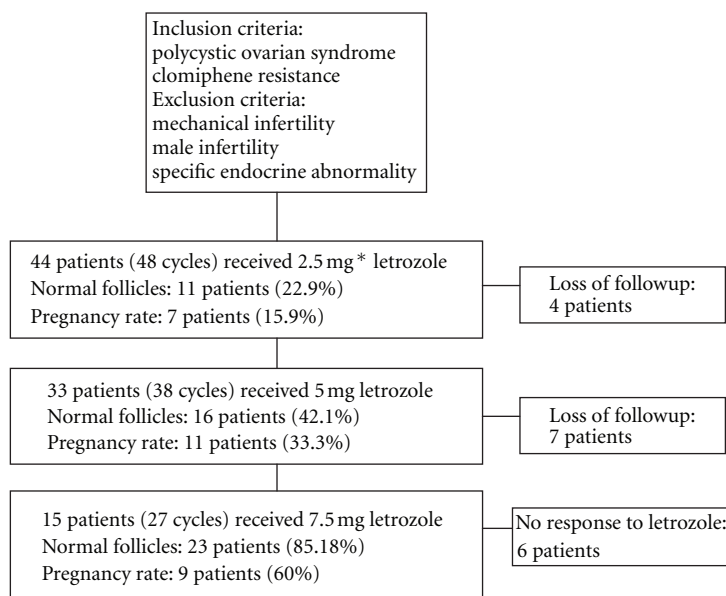 Inclusion criteria:
polycystic ovarian syndrome
clomiphene resistance
Exclusion criteria:
mechanical infertility
male infertility
specific endocrine abnormality
44 patients (48 cycles) received 2.5 mg* letrozole
Normal follicles: 11 patients (22.9%)
Pregnancy rate: 7 patients (15.9%)
Loss of followup:
4 patients
33 patients (38 cycles) received 5 mg letrozole
Normal follicles: 16 patients (42.1%)
Pregnancy rate: 11 patients (33.3%)
Loss of followup:
7 patients
15 patients (27 cycles) received 7.5 mg letrozole
Normal follicles: 23 patients (85.18%)
Pregnancy rate: 9 patients (60%)
No response to letrozole:
6 patients